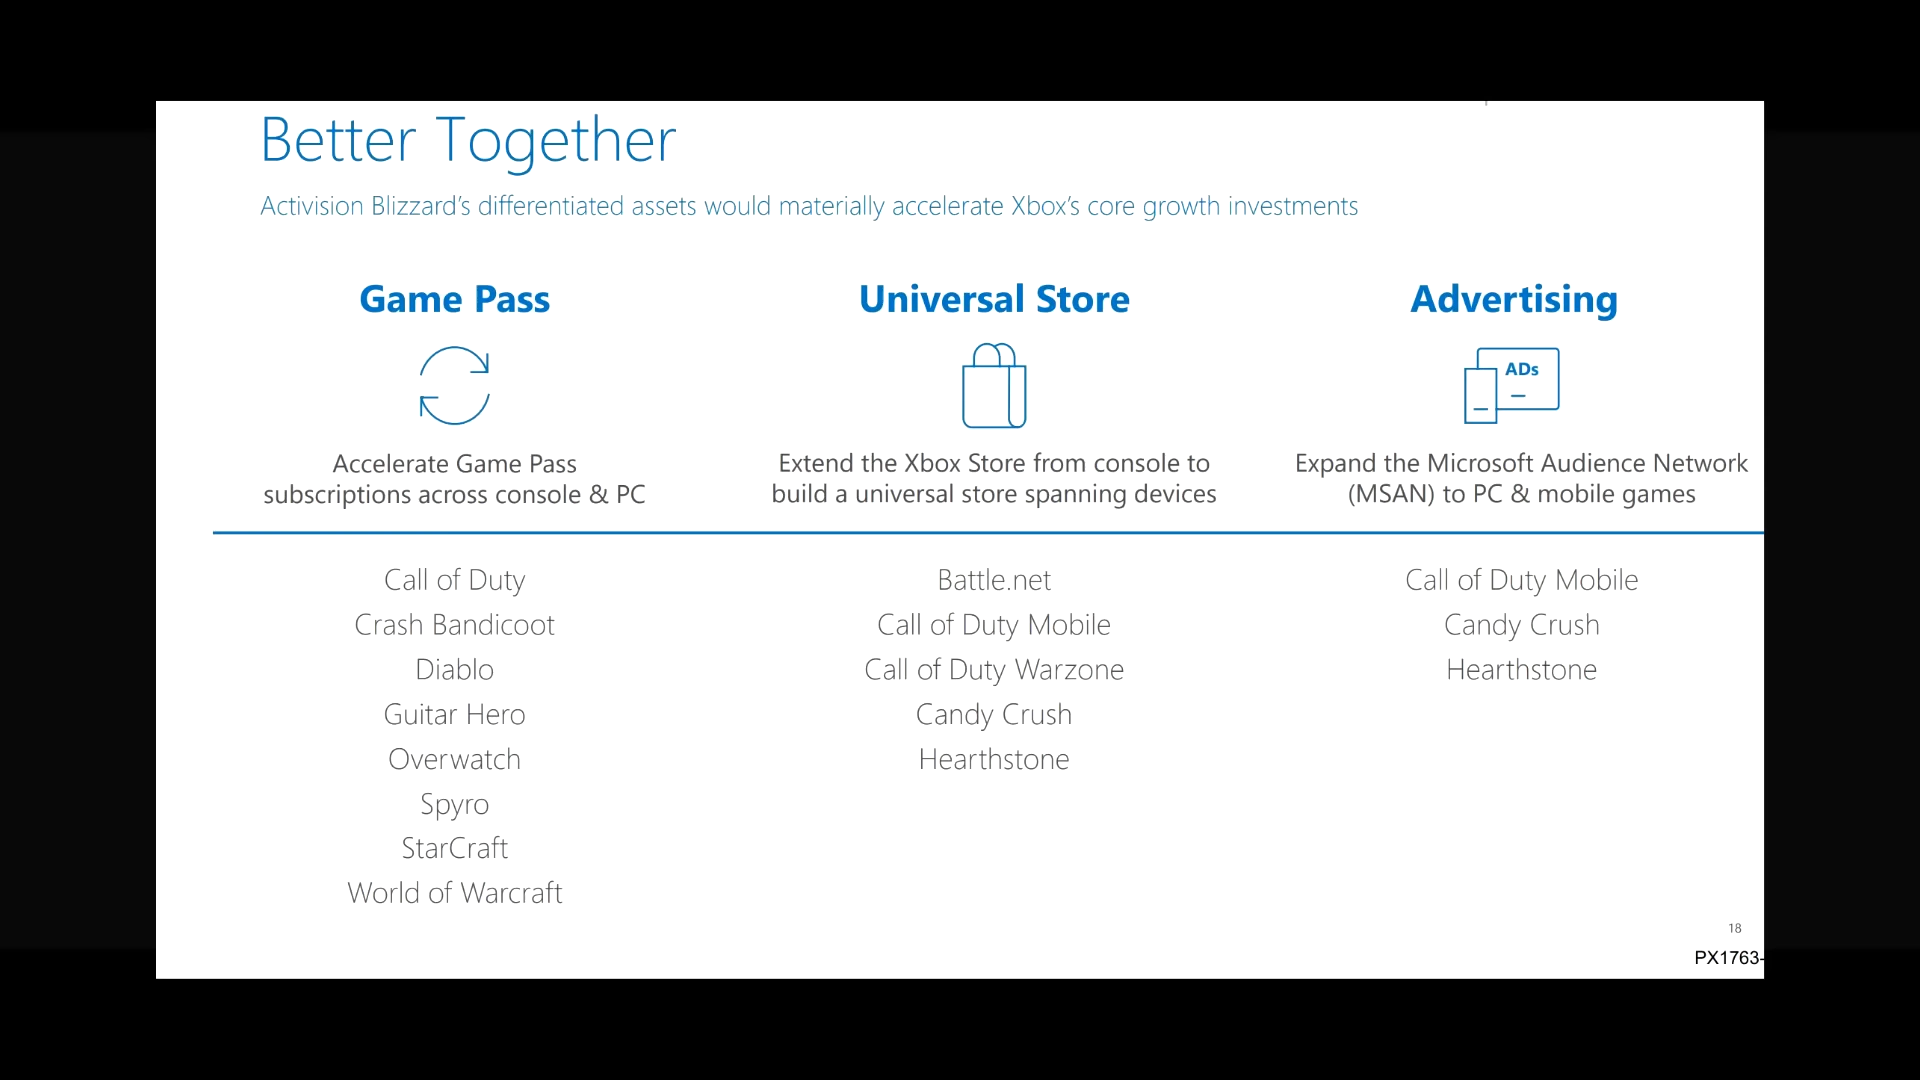 Better Together
Activision Blizzard's differentiated assets would materially accelerate Xbox's core growth investments
Game Pass
Accelerate Game Pass
subscriptions across console & PC
Call of Duty
Crash Bandicoot
Diablo
Guitar Hero
Overwatch
Spyro
StarCraft
World of Warcraft
Universal Store
Extend the Xbox Store from console to
build a universal store spanning devices
Battle.net
Call of Duty Mobile
Call of Duty Warzone
Candy Crush
Hearthstone
Advertising
ADs
Expand the Microsoft Audience Network
(MSAN) to PC & mobile games
Call of Duty Mobile
Candy Crush
Hearthstone
18
PX1763-